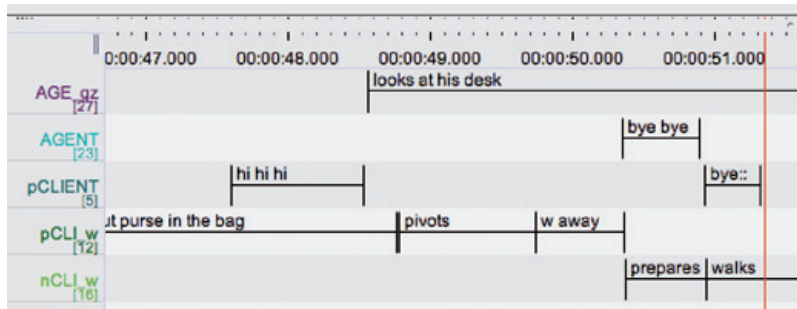 0:00:47.000 00:00:48.000 00:00:49.000 00:00:50.000 00:00:51.000
AGE_gz
[27]
looks at his desk
AGENT
[23]
bye bye
pCLIENT
[5]
hi hi hi
bye::
pCLI_w
[12]
ut purse in the bag
pivots
w away
nCLI_w
[16]
prepares
walks